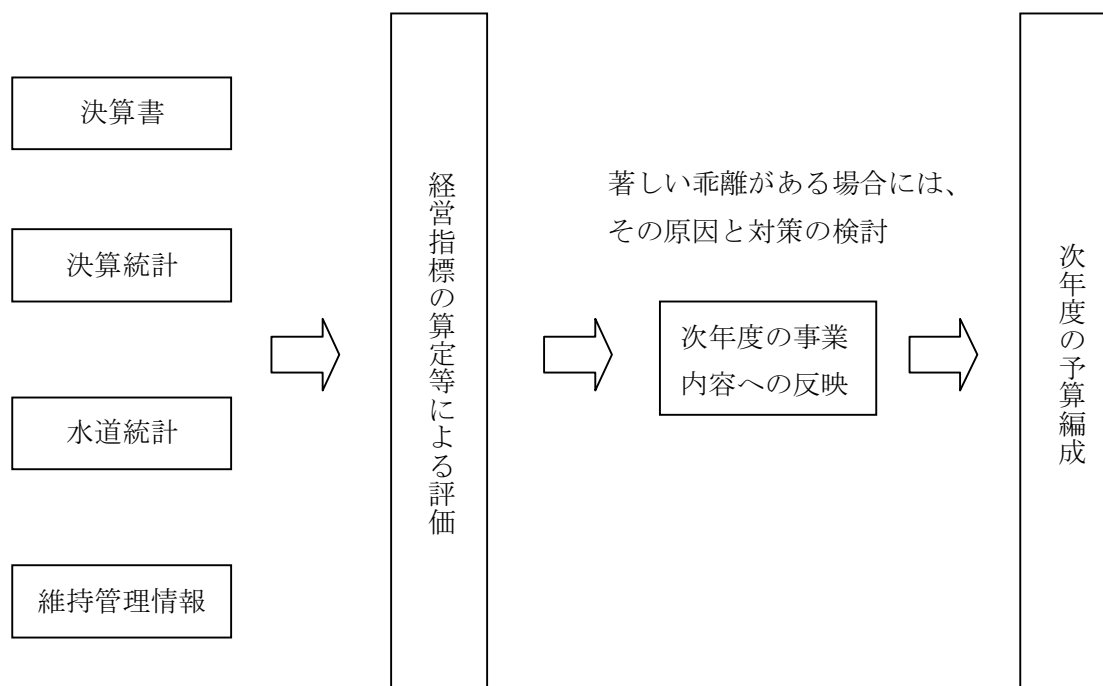 決算書
決算統計
水道統計
維持管理情報
経営指標の算定等による評価
著しい乖離がある場合には、
その原因と対策の検討
次年度の事業
内容への反映
次年度の予算編成